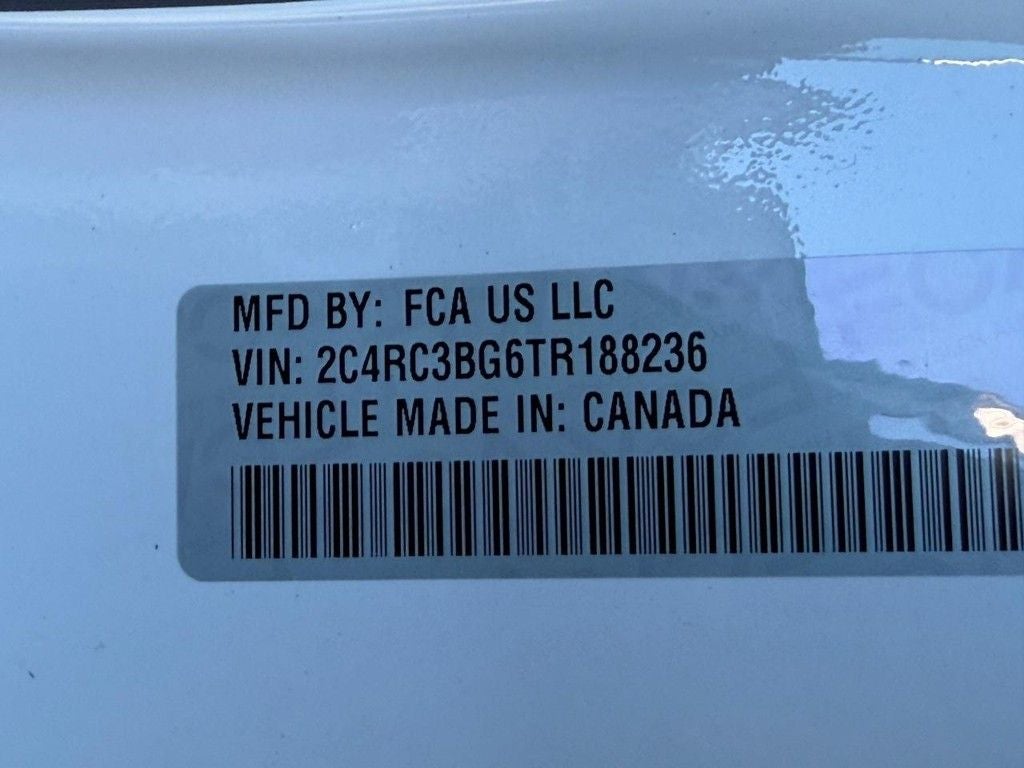 MFD BY: FCA US LLC
VIN: 2C4RC3BG6TR188236
VEHICLE MADE IN: CANADA